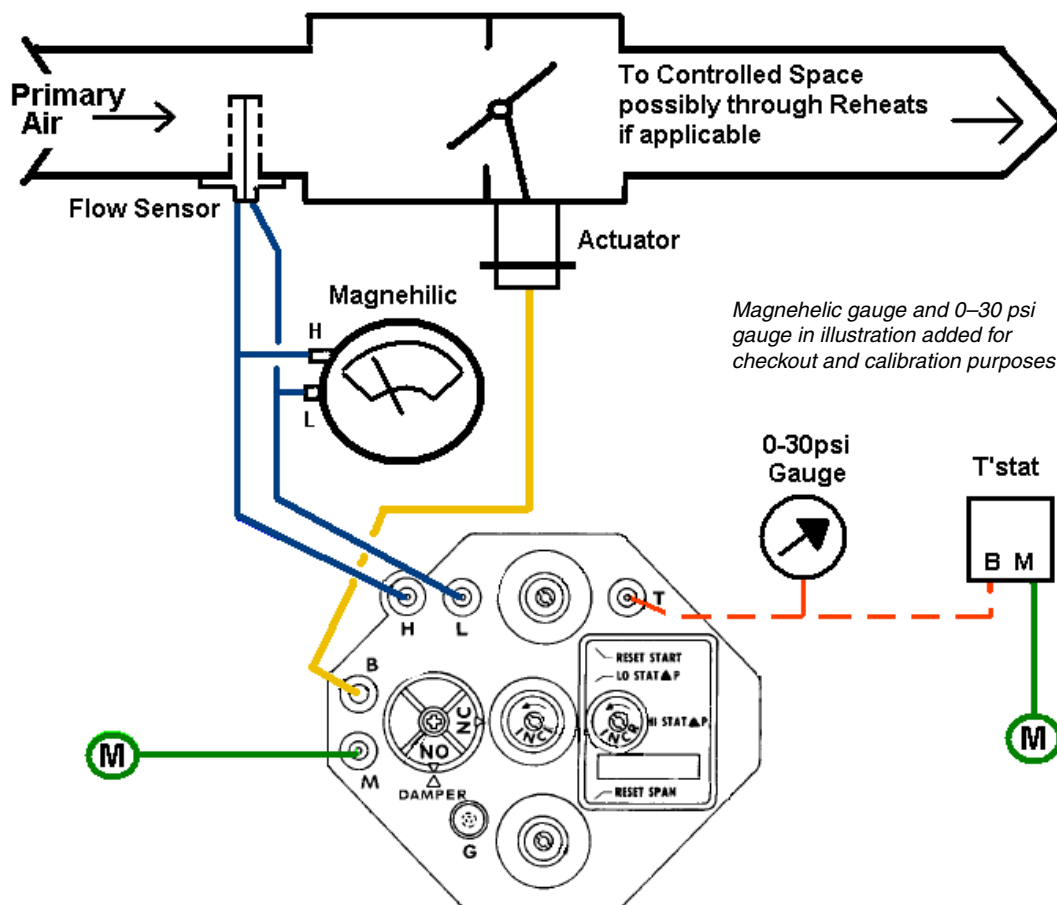 Primary
Air
To Controlled Space
possibly through Reheats
if applicable
Flow Sensor
Actuator
Magnehilic
H
L
Magnehelic gauge and 0–30 psi
gauge in illustration added for
checkout and calibration purposes
0-30psi
Gauge
T'stat
B M
H
L
T
B
M
NC
NO
DAMPER
G
INC
INCR
RESET START
LO STAT▲P
HI STAT▲P
RESET SPAN
M
M